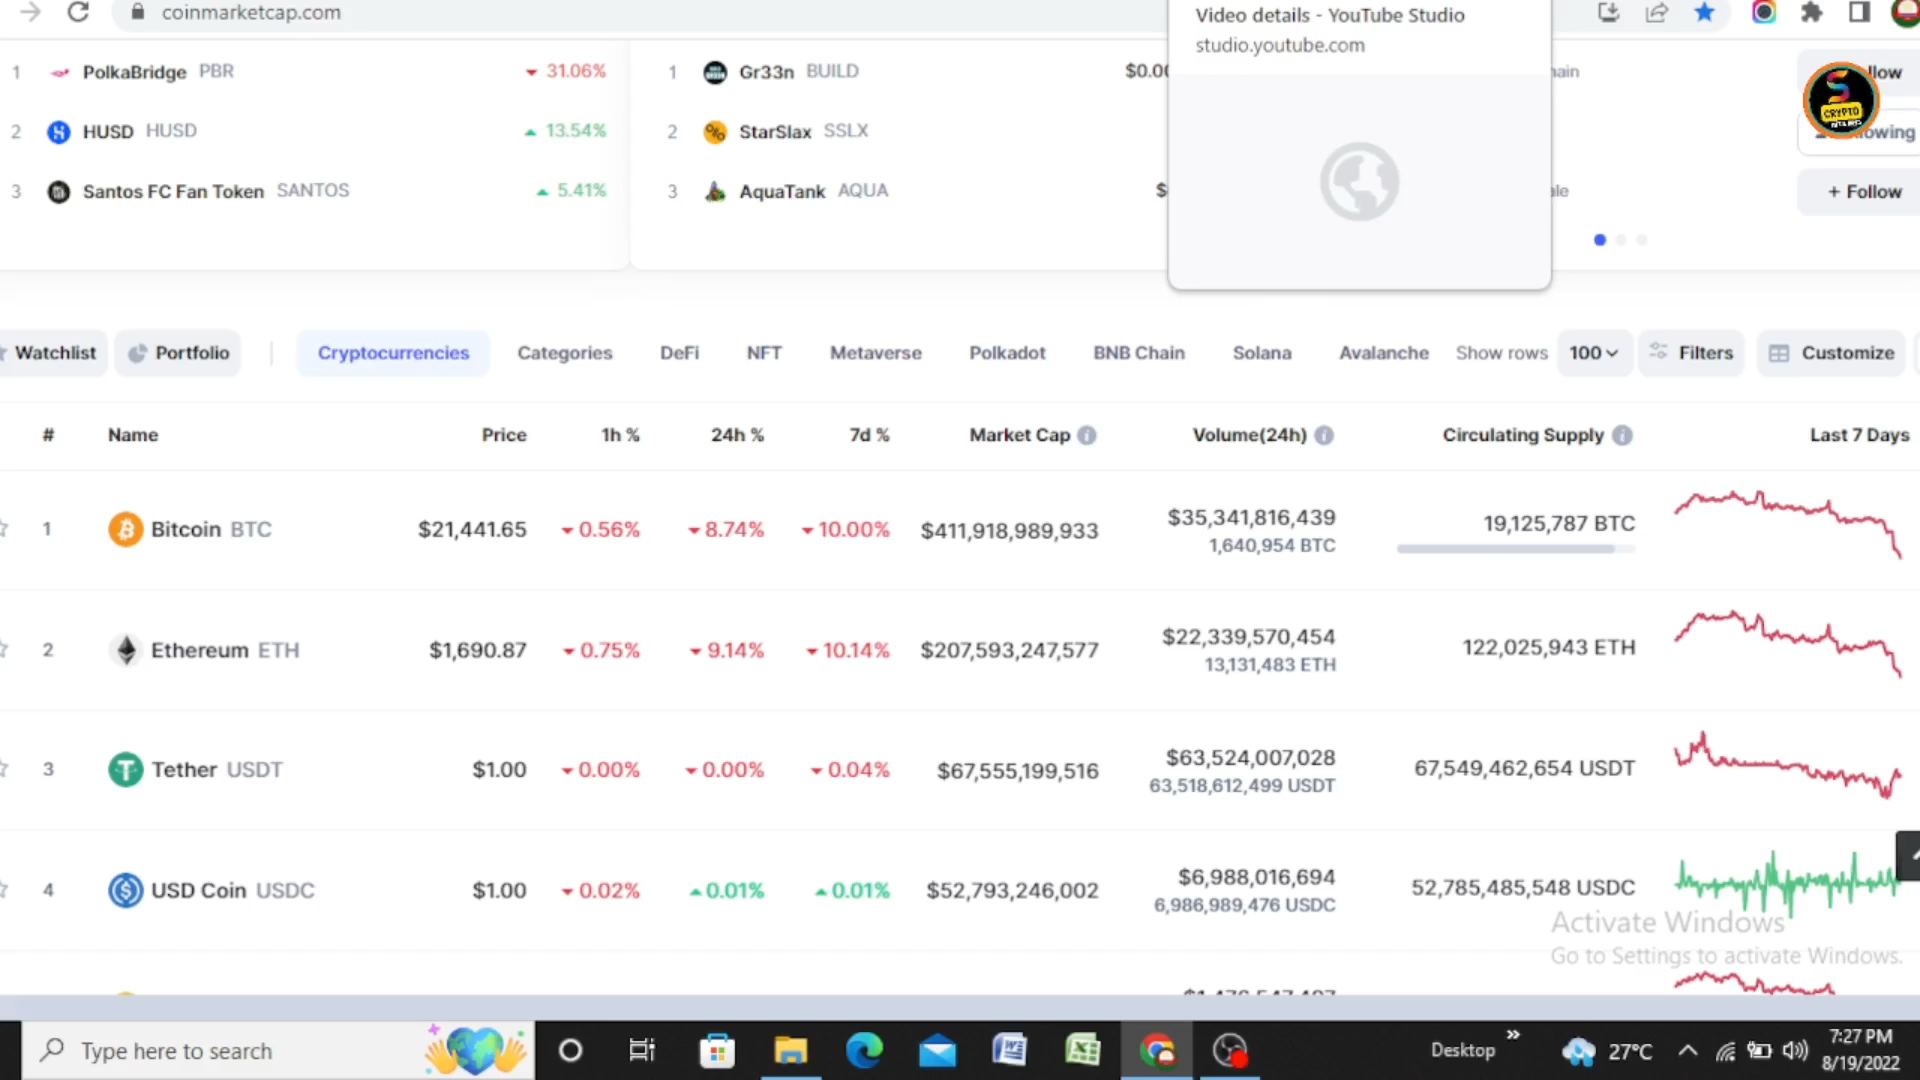 coinmarketcap.com
Video details - YouTube Studio
studio.youtube.com
1 PolkaBridge PBR 31.06%
1 Gr33n BUILD $0.00
2 HUSD HUSD 13.54%
2 StarSlax SSLX
3 Santos FC Fan Token SANTOS 5.41%
3 AquaTank AQUA $
CRYPTO
+ Follow
Watchlist Portfolio Cryptocurrencies Categories DeFi NFT Metaverse Polkadot BNB Chain Solana Avalanche Show rows 100 Filters Customize
# Name Price 1h % 24h % 7d % Market Cap Volume(24h) Circulating Supply Last 7 Days
1 Bitcoin BTC $21,441.65 0.56% 8.74% 10.00% $411,918,989,933 $35,341,816,439 19,125,787 BTC
1,640,954 BTC
2 Ethereum ETH $1,690.87 0.75% 9.14% 10.14% $207,593,247,577 $22,339,570,454 122,025,943 ETH
13,131,483 ETH
3 Tether USDT $1.00 0.00% 0.00% 0.04% $67,555,199,516 $63,524,007,028 67,549,462,654 USDT
63,518,612,499 USDT
4 USD Coin USDC $1.00 0.02% 0.01% 0.01% $52,793,246,002 $6,988,016,694 52,785,485,548 USDC
6,986,989,476 USDC
Activate Windows
Go to Settings to activate Windows.
Type here to search
Desktop
27°C
7:27 PM
8/19/2022